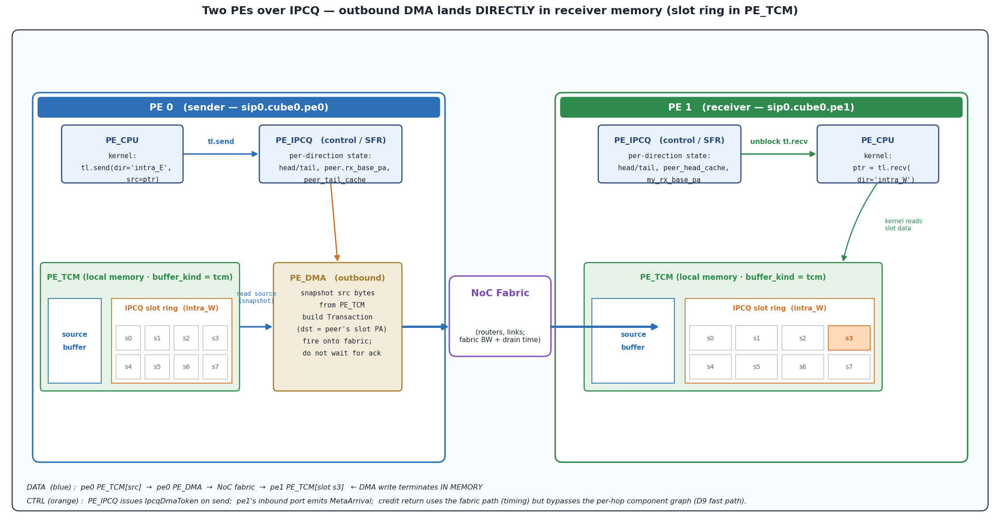 Two PEs over IPCQ — outbound DMA lands DIRECTLY in receiver memory (slot ring in PE_TCM)
PE 0   (sender — sip0.cube0.pe0)
PE_CPU
kernel:
tl.send(dir='intra_E',
src=ptr)
tl.send
PE_IPCQ   (control / SFR)
per-direction state:
head/tail, peer.rx_base_pa,
peer_tail_cache
PE_TCM (local memory · buffer_kind = tcm)
source
buffer
IPCQ slot ring  (intra_W)
s0 s1 s2 s3
s4 s5 s6 s7
read source
(snapshot)
PE_DMA   (outbound)
snapshot src bytes
from PE_TCM
build Transaction
(dst = peer's slot PA)
fire onto fabric;
do not wait for ack
NoC Fabric
(routers, links;
fabric BW + drain time)
PE 1   (receiver — sip0.cube0.pe1)
PE_IPCQ   (control / SFR)
per-direction state:
head/tail, peer_head_cache,
my_rx_base_pa
unblock tl.recv
PE_CPU
kernel:
ptr = tl.recv(
dir='intra_W')
kernel reads
slot data
PE_TCM (local memory · buffer_kind = tcm)
source
buffer
IPCQ slot ring  (intra_W)
s0 s1 s2 s3
s4 s5 s6 s7
DATA  (blue) :  pe0 PE_TCM[src]  →  pe0 PE_DMA  →  NoC fabric  →  pe1 PE_TCM[slot s3]   ← DMA write terminates IN MEMORY
CTRL (orange) :  PE_IPCQ issues IpcqDmaToken on send;  pe1's inbound port emits MetaArrival;  credit return uses the fabric path (timing) but bypasses the per-hop component graph (D9 fast path).